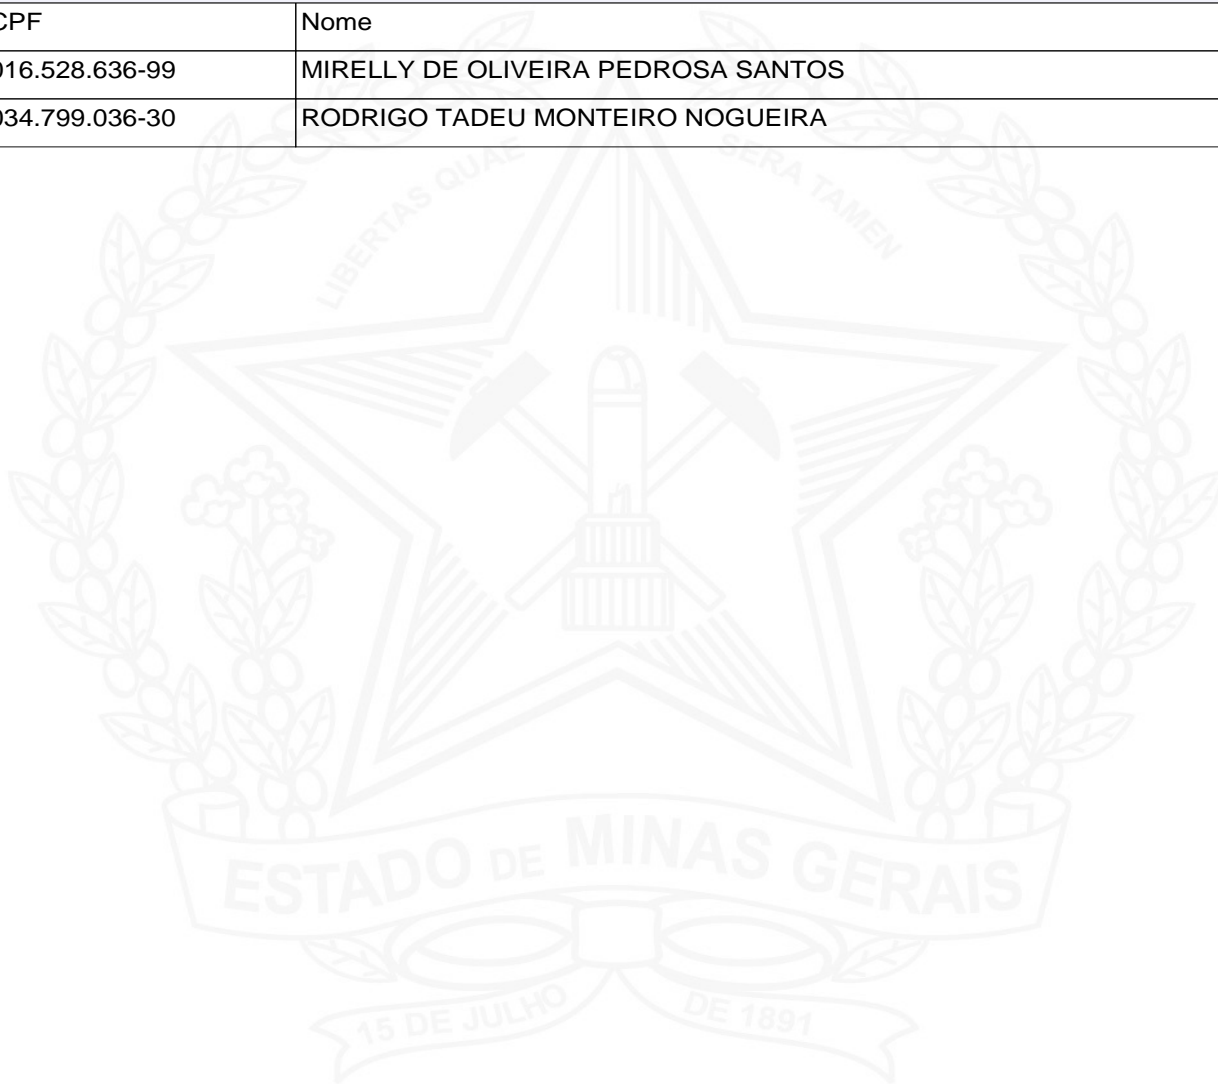 CPF Nome
016.528.636-99 MIRELLY DE OLIVEIRA PEDROSA SANTOS
034.799.036-30 RODRIGO TADEU MONTEIRO NOGUEIRA
LIBERTAS QUAE SERA TAMEN
ESTADO DE MINAS GERAIS
15 DE JULHO DE 1891